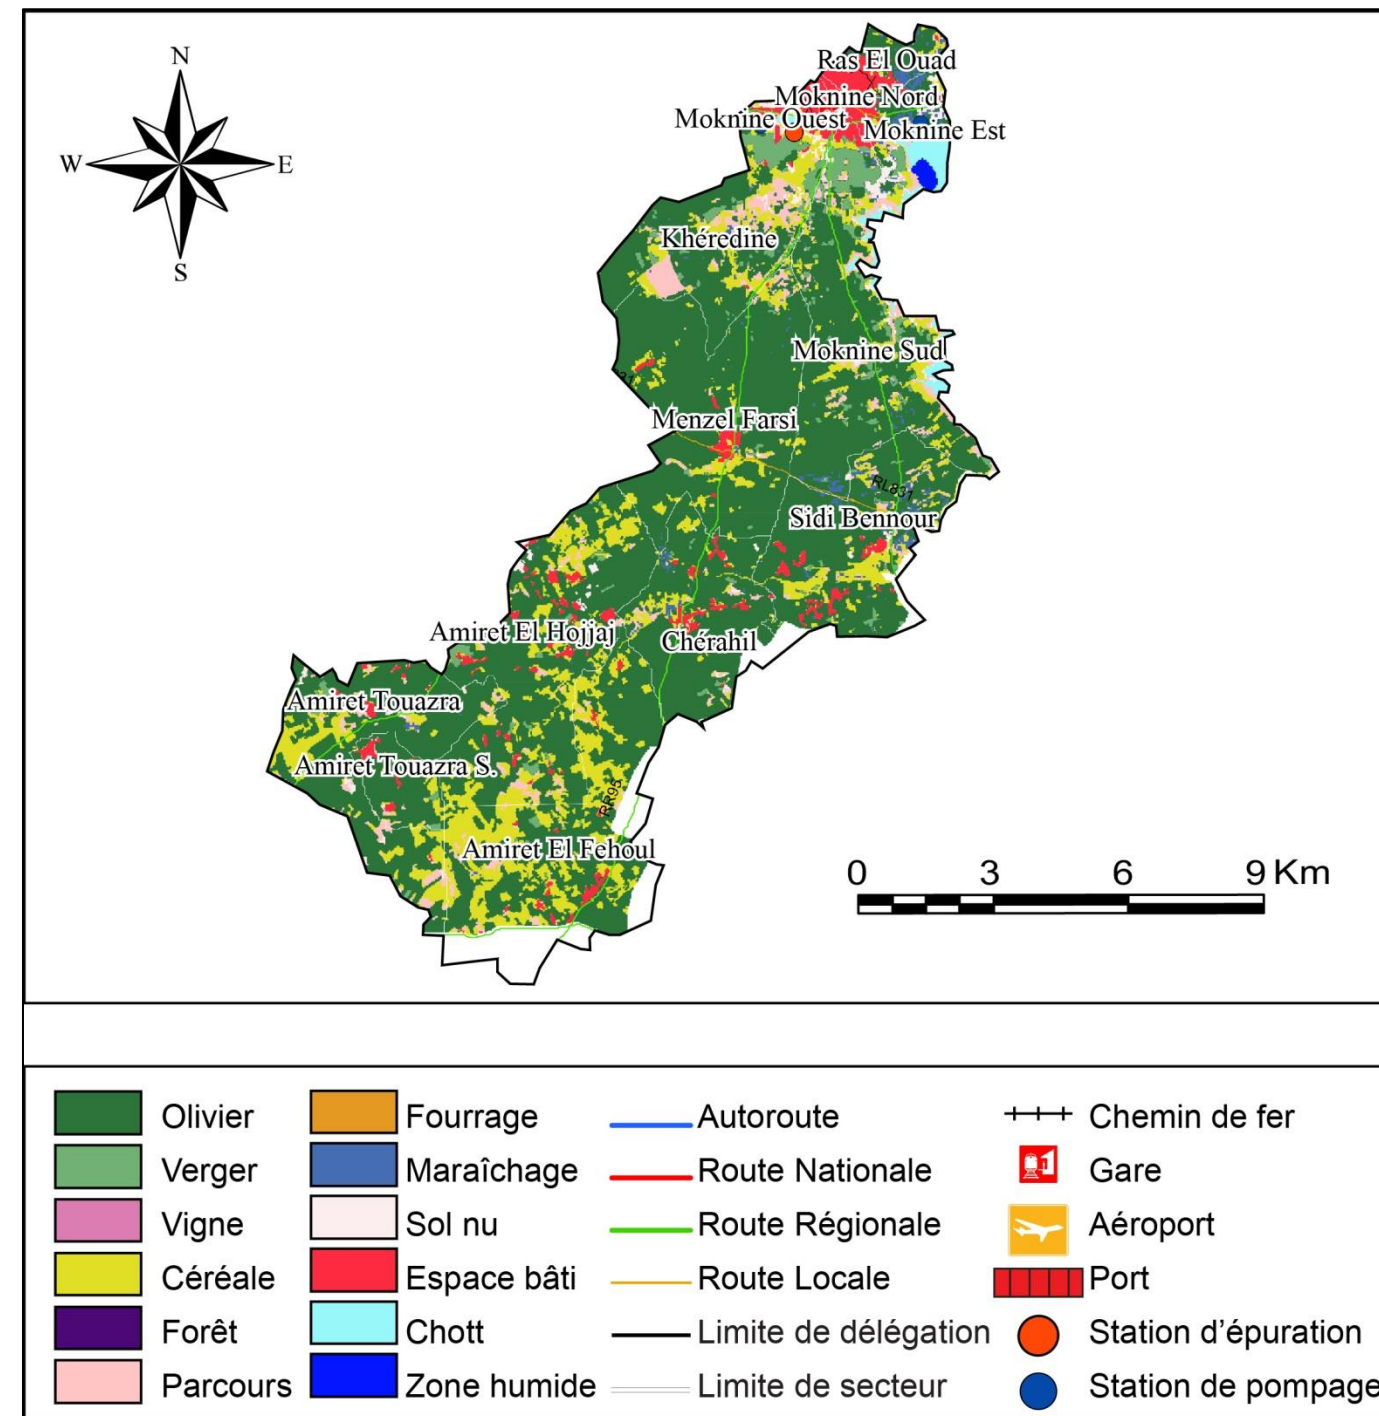 N
W
E
S
Ras El Ouad
Moknine Nord
Moknine Ouest
Moknine Est
Khéredine
Moknine Sud
31
Menzel Farsi
RL831
Sidi Bennour
Amiret El Hojjaj
Chérahil
Amiret Touazra
Amiret Touazra S.
RR95
Amiret El Fehoul
0 3 6 9 Km
Olivier
Verger
Vigne
Céréale
Forêt
Parcours
Fourrage
Maraîchage
Sol nu
Espace bâti
Chott
Zone humide
Autoroute
Route Nationale
Route Régionale
Route Locale
Limite de délégation
Limite de secteur
Chemin de fer
Gare
Aéroport
Port
Station d’épuration
Station de pompage